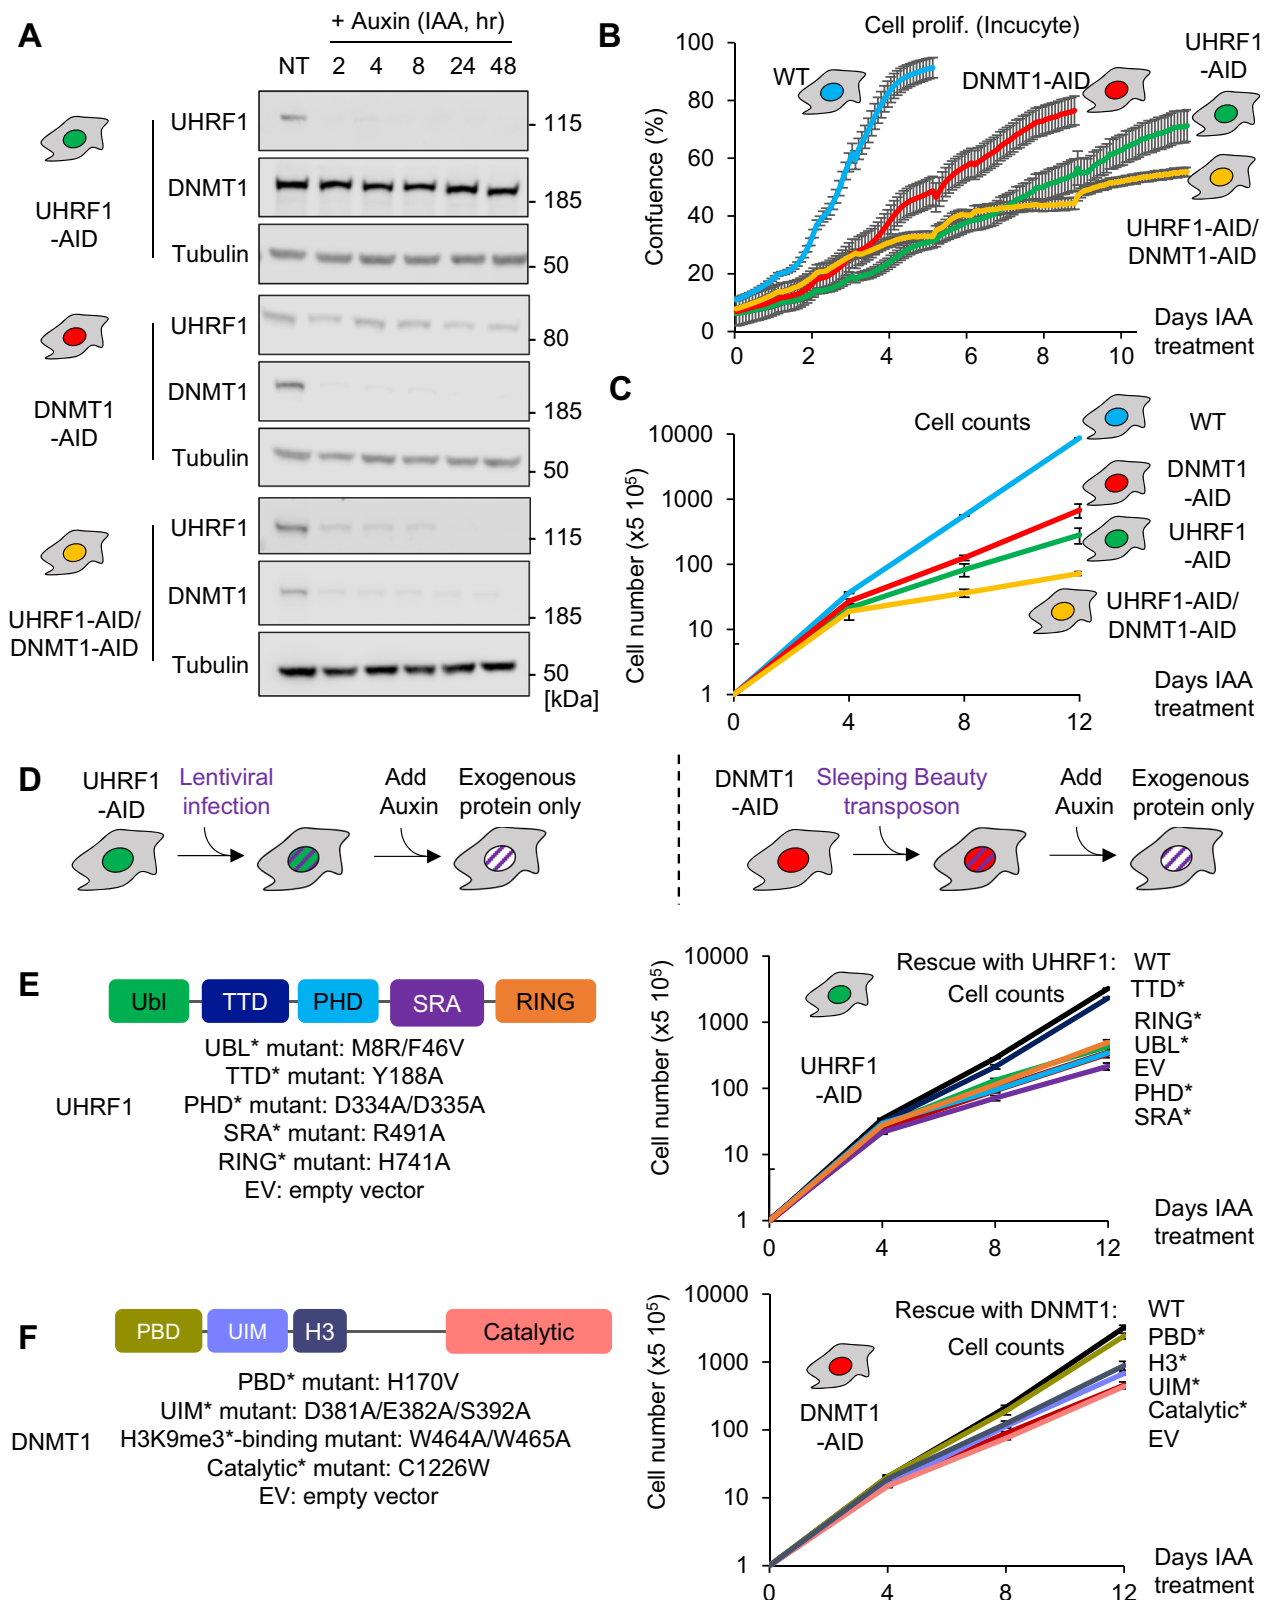 A
+ Auxin (IAA, hr)
NT 2 4 8 24 48
UHRF1
-AID
UHRF1
115
DNMT1
185
Tubulin
50
DNMT1
-AID
UHRF1
80
DNMT1
185
Tubulin
50
UHRF1-AID/
DNMT1-AID
UHRF1
115
DNMT1
185
Tubulin
50
[kDa]
B
Cell prolif. (Incucyte)
Confluence (%)
100
80
60
40
20
0
0 2 4 6 8 10
Days IAA
treatment
WT
DNMT1-AID
UHRF1
-AID
UHRF1-AID/
DNMT1-AID
C
Cell counts
Cell number (x5 10⁵)
10000
1000
100
10
1
0 4 8 12
Days IAA
treatment
WT
DNMT1
-AID
UHRF1
-AID
UHRF1-AID/
DNMT1-AID
D
UHRF1
-AID
Lentiviral
infection
Add
Auxin
Exogenous
protein only
DNMT1
-AID
Sleeping Beauty
transposon
Add
Auxin
Exogenous
protein only
E
Ubl TTD PHD SRA RING
UHRF1
UBL* mutant: M8R/F46V
TTD* mutant: Y188A
PHD* mutant: D334A/D335A
SRA* mutant: R491A
RING* mutant: H741A
EV: empty vector
Rescue with UHRF1:
Cell counts
UHRF1
-AID
Cell number (x5 10⁵)
10000
1000
100
10
1
0 4 8 12
Days IAA
treatment
WT
TTD*
RING*
UBL*
EV
PHD*
SRA*
F
PBD UIM H3 Catalytic
DNMT1
PBD* mutant: H170V
UIM* mutant: D381A/E382A/S392A
H3K9me3*-binding mutant: W464A/W465A
Catalytic* mutant: C1226W
EV: empty vector
Rescue with DNMT1:
Cell counts
DNMT1
-AID
Cell number (x5 10⁵)
10000
1000
100
10
1
0 4 8 12
Days IAA
treatment
WT
PBD*
H3*
UIM*
Catalytic*
EV